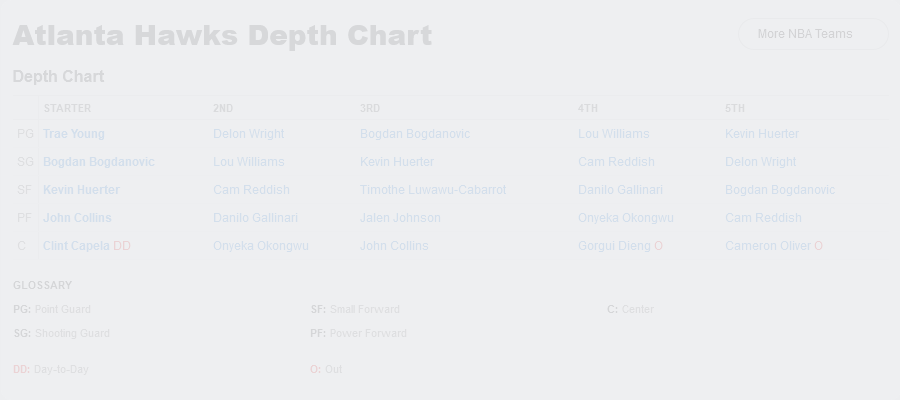 Atlanta Hawks Depth Chart
More NBA Teams
Depth Chart
STARTER 2ND 3RD 4TH 5TH
PG Trae Young Delon Wright Bogdan Bogdanovic Lou Williams Kevin Huerter
SG Bogdan Bogdanovic Lou Williams Kevin Huerter Cam Reddish Delon Wright
SF Kevin Huerter Cam Reddish Timothe Luwawu-Cabarrot Danilo Gallinari Bogdan Bogdanovic
PF John Collins Danilo Gallinari Jalen Johnson Onyeka Okongwu Cam Reddish
C Clint Capela DD Onyeka Okongwu John Collins Gorgui Dieng O Cameron Oliver O
GLOSSARY
PG: Point Guard SF: Small Forward C: Center
SG: Shooting Guard PF: Power Forward
DD: Day-to-Day O: Out